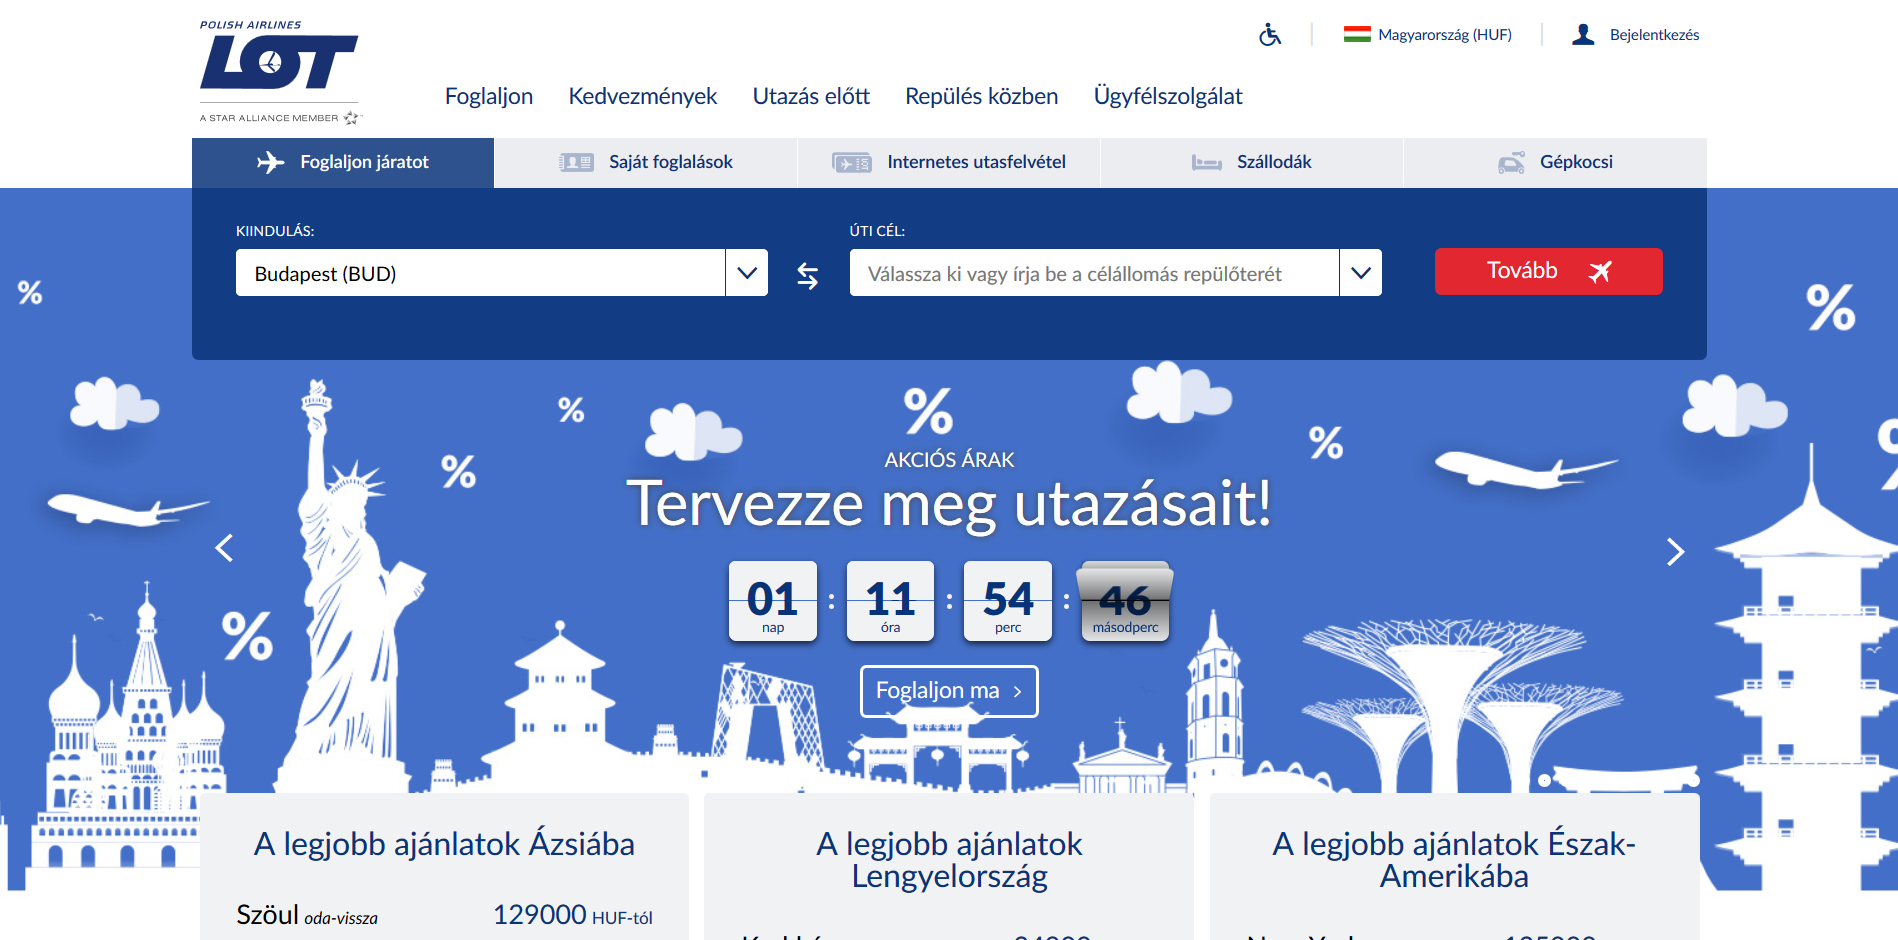 POLISH AIRLINES
LOT
A STAR ALLIANCE MEMBER
Magyarország (HUF)
Bejelentkezés
Foglaljon
Kedvezmények
Utazás előtt
Repülés közben
Ügyfélszolgálat
Foglaljon járatot
Saját foglalások
Internetes utasfelvétel
Szállodák
Gépkocsi
KIINDULÁS:
Budapest (BUD)
ÚTI CÉL:
Válassza ki vagy írja be a célállomás repülőterét
Tovább
%
%
%
%
%
%
%
%
AKCIÓS ÁRAK
Tervezze meg utazásait!
01 : 11 : 54 : 46
nap óra perc másodperc
Foglaljon ma
A legjobb ajánlatok Ázsiába
Szöul oda-vissza 129000 HUF-tól
A legjobb ajánlatok
Lengyelország
A legjobb ajánlatok Észak-
Amerikába